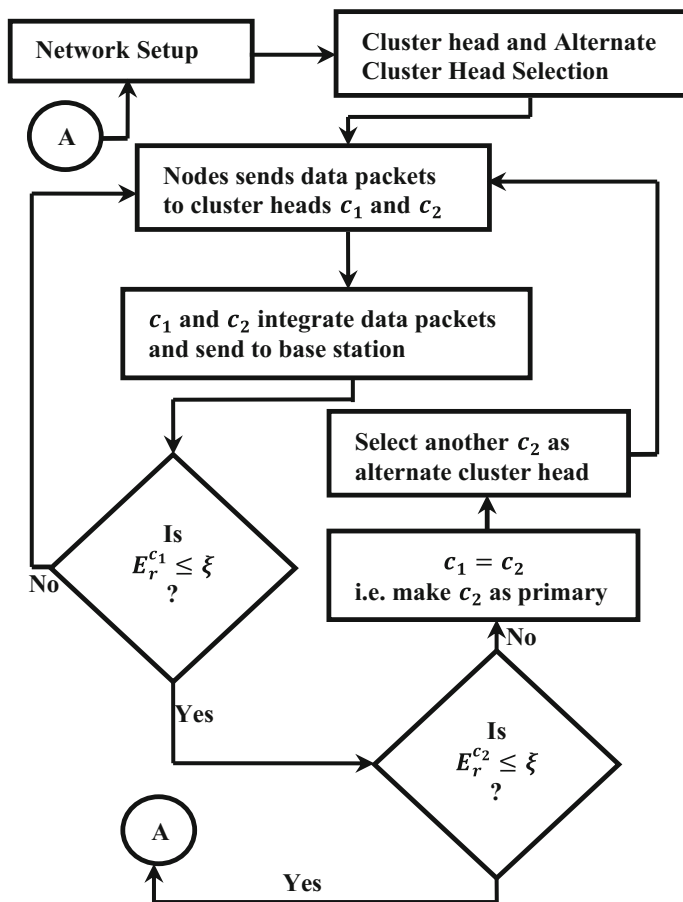 Network Setup
Cluster head and Alternate
Cluster Head Selection
A
Nodes sends data packets
to cluster heads c₁ and c₂
c₁ and c₂ integrate data packets
and send to base station
Select another c₂ as
alternate cluster head
Is
E_r^{c₁} ≤ ξ
?
No
c₁ = c₂
i.e. make c₂ as primary
No
Yes
Is
E_r^{c₂} ≤ ξ
?
A
Yes